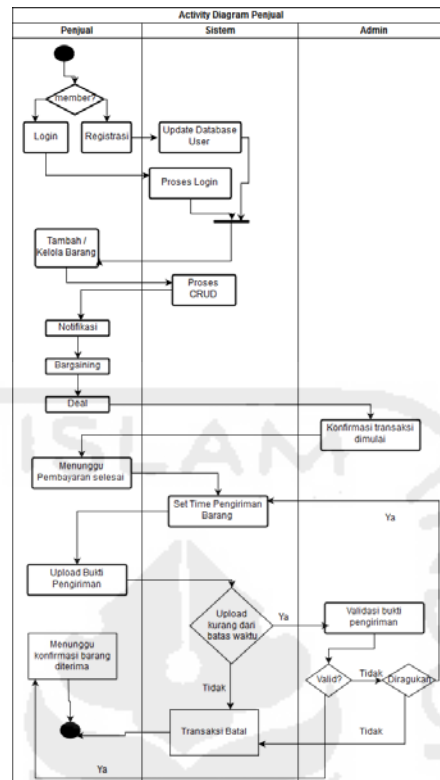 Activity Diagram Penjual
Penjual
Sistem
Admin
member?
Login
Registrasi
Update Database
User
Proses Login
Tambah /
Kelola Barang
Proses
CRUD
Notifikasi
Bargaining
Deal
Konfirmasi transaksi
dimulai
Menunggu
Pembayaran selesai
Set Time Pengiriman
Barang
Ya
Upload Bukti
Pengiriman
Upload
kurang dari
batas waktu
Ya
Validasi bukti
pengiriman
Menunggu
konfirmasi barang
diterima
Tidak
Valid?
Tidak
Diragukan
Transaksi Batal
Tidak
Ya
ISLAM